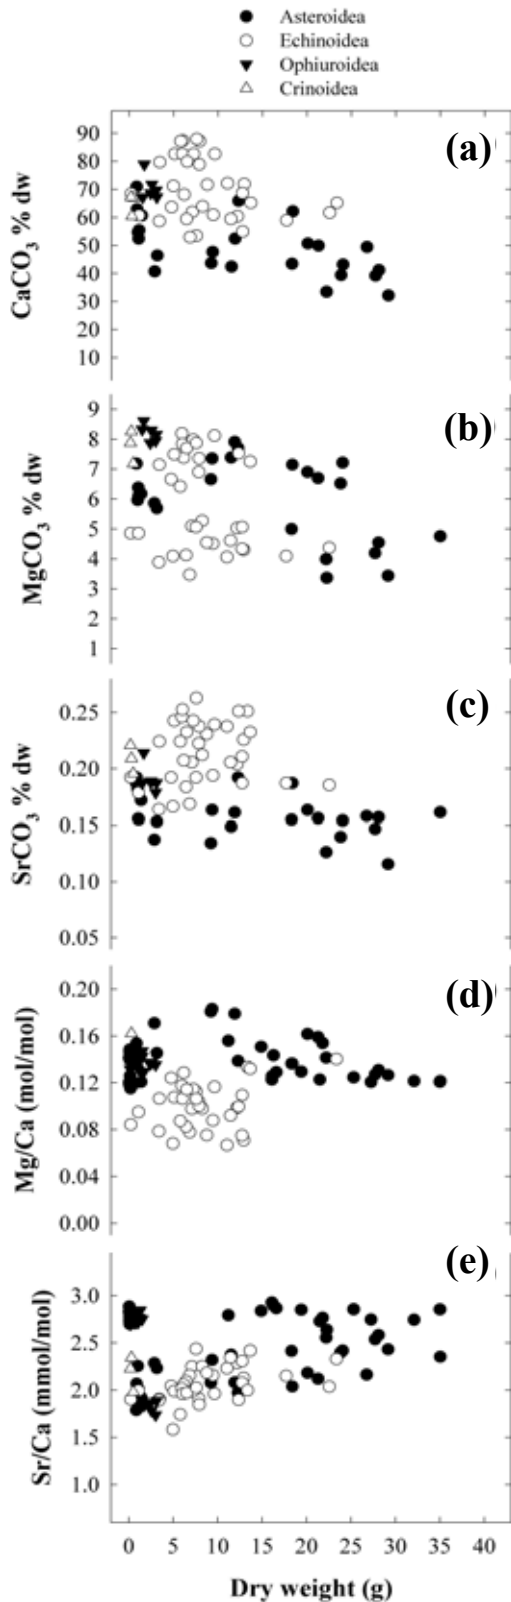 Asteroidea
Echinoidea
Ophiuroidea
Crinoidea
(a)
CaCO₃ % dw
90
80
70
60
50
40
30
20
10
(b)
MgCO₃ % dw
9
8
7
6
5
4
3
2
1
(c)
SrCO₃ % dw
0.25
0.20
0.15
0.10
0.05
(d)
Mg/Ca (mol/mol)
0.20
0.16
0.12
0.08
0.04
0.00
(e)
Sr/Ca (mmol/mol)
3.0
2.5
2.0
1.5
1.0
0 5 10 15 20 25 30 35 40
Dry weight (g)